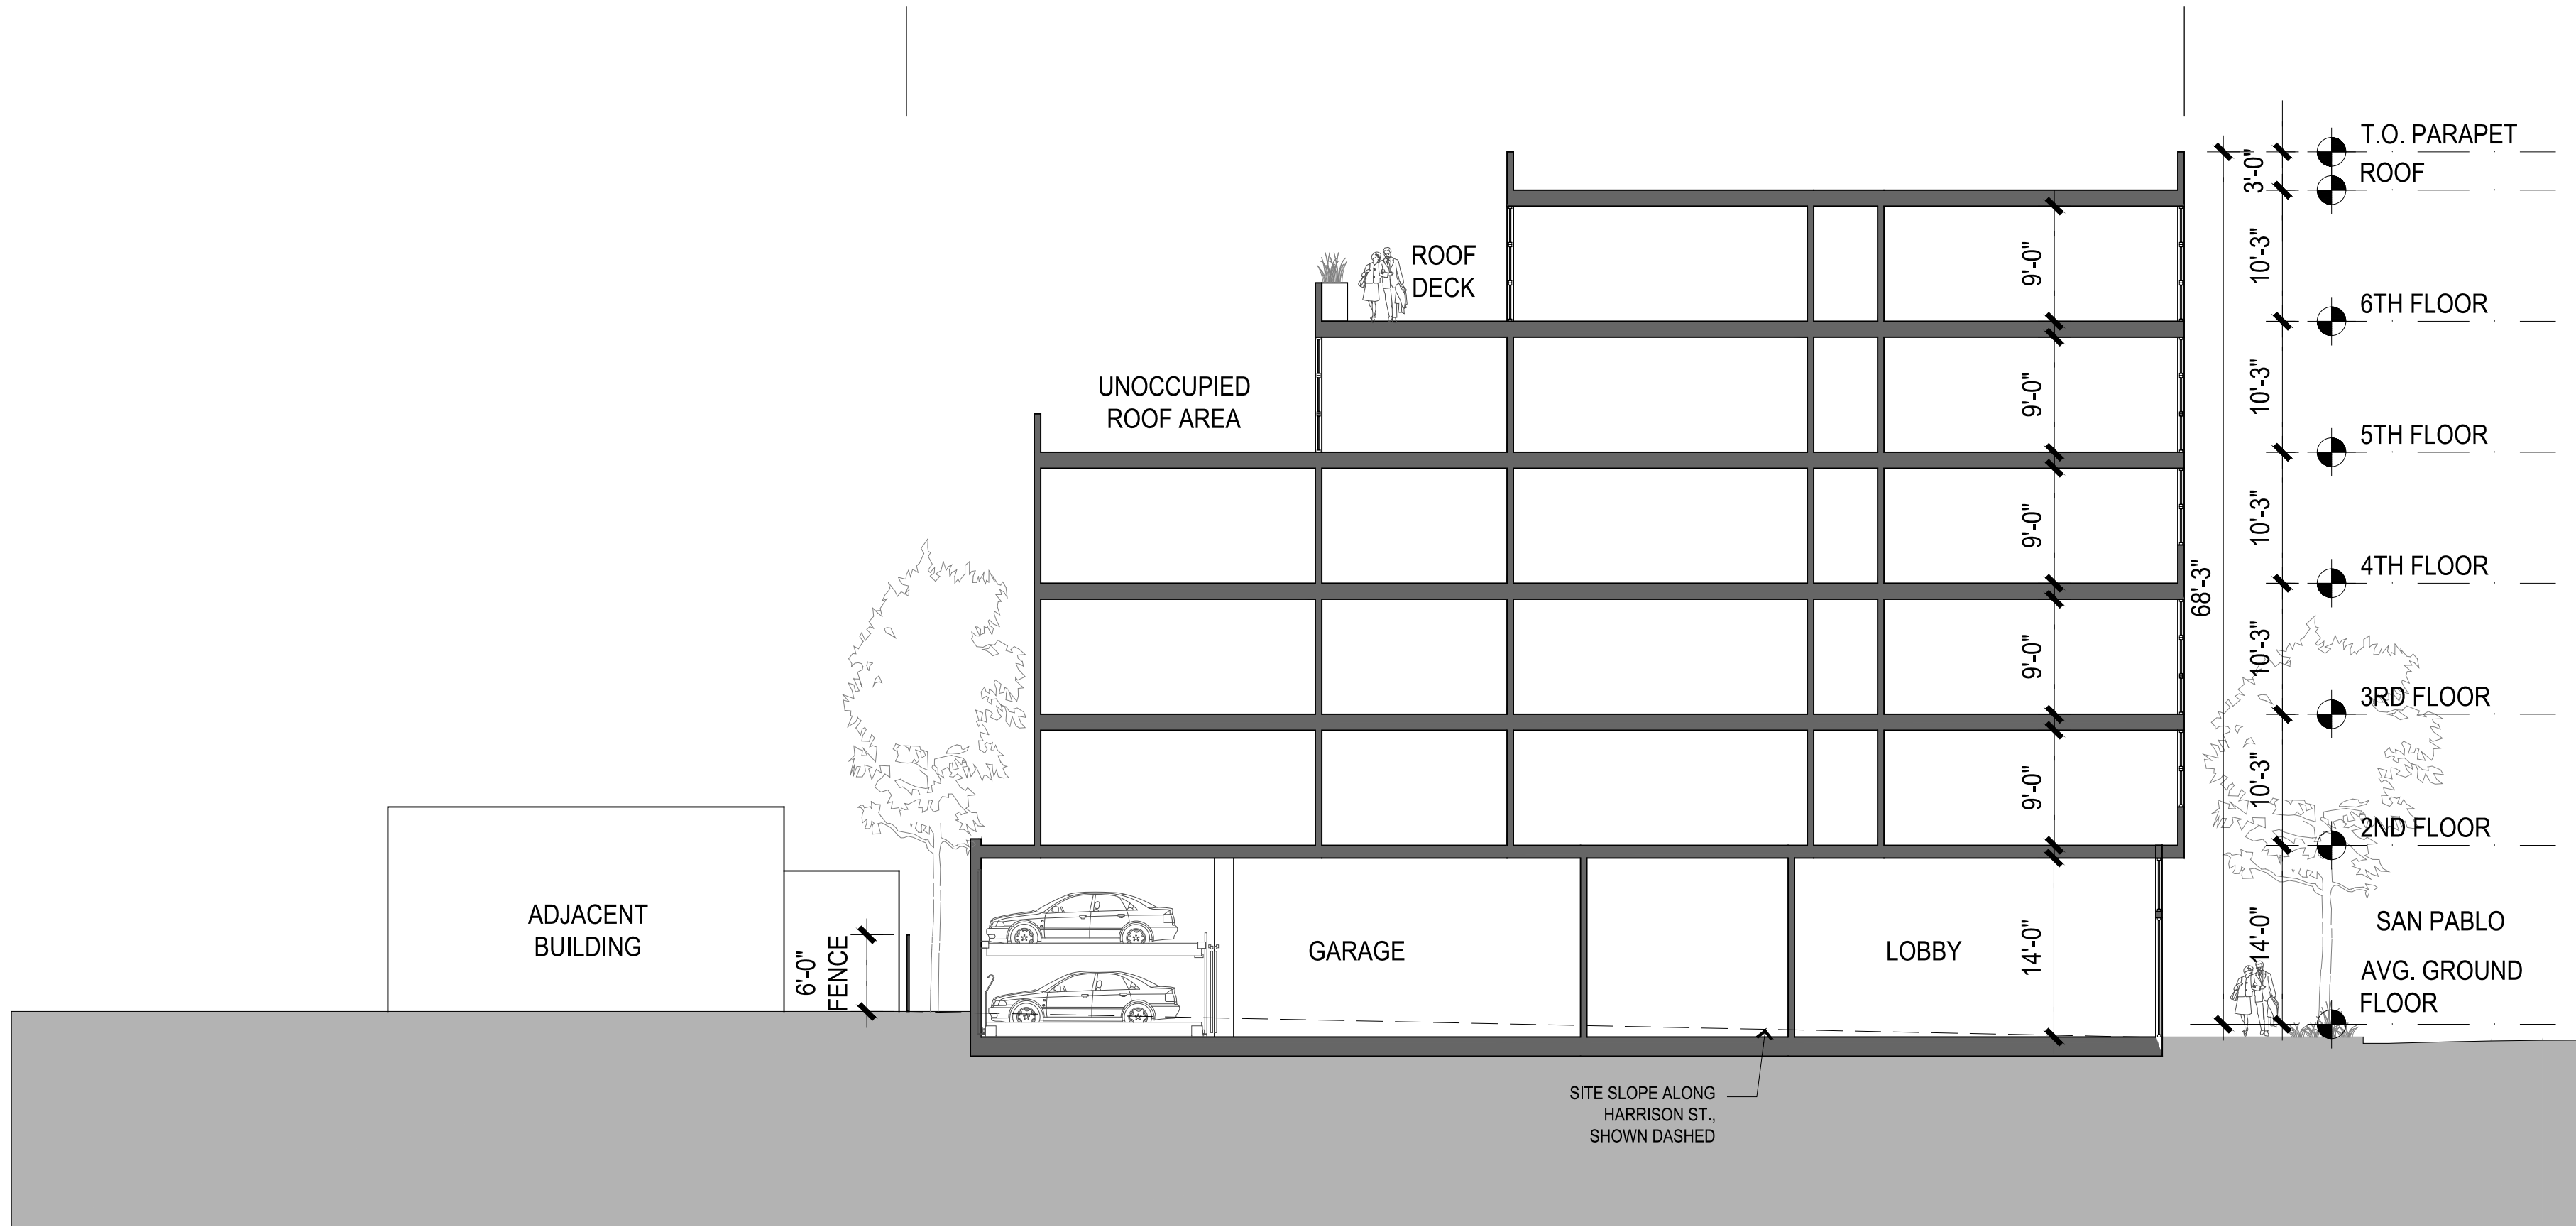 T.O. PARAPET
3'-0"
ROOF
ROOF
DECK
9'-0"
10'-3"
6TH FLOOR
UNOCCUPIED
ROOF AREA
9'-0"
10'-3"
5TH FLOOR
9'-0"
10'-3"
4TH FLOOR
68'-3"
9'-0"
10'-3"
3RD FLOOR
9'-0"
10'-3"
2ND FLOOR
ADJACENT
BUILDING
6'-0"
FENCE
GARAGE
LOBBY
14'-0"
14'-0"
SAN PABLO
AVG. GROUND
FLOOR
SITE SLOPE ALONG
HARRISON ST.,
SHOWN DASHED